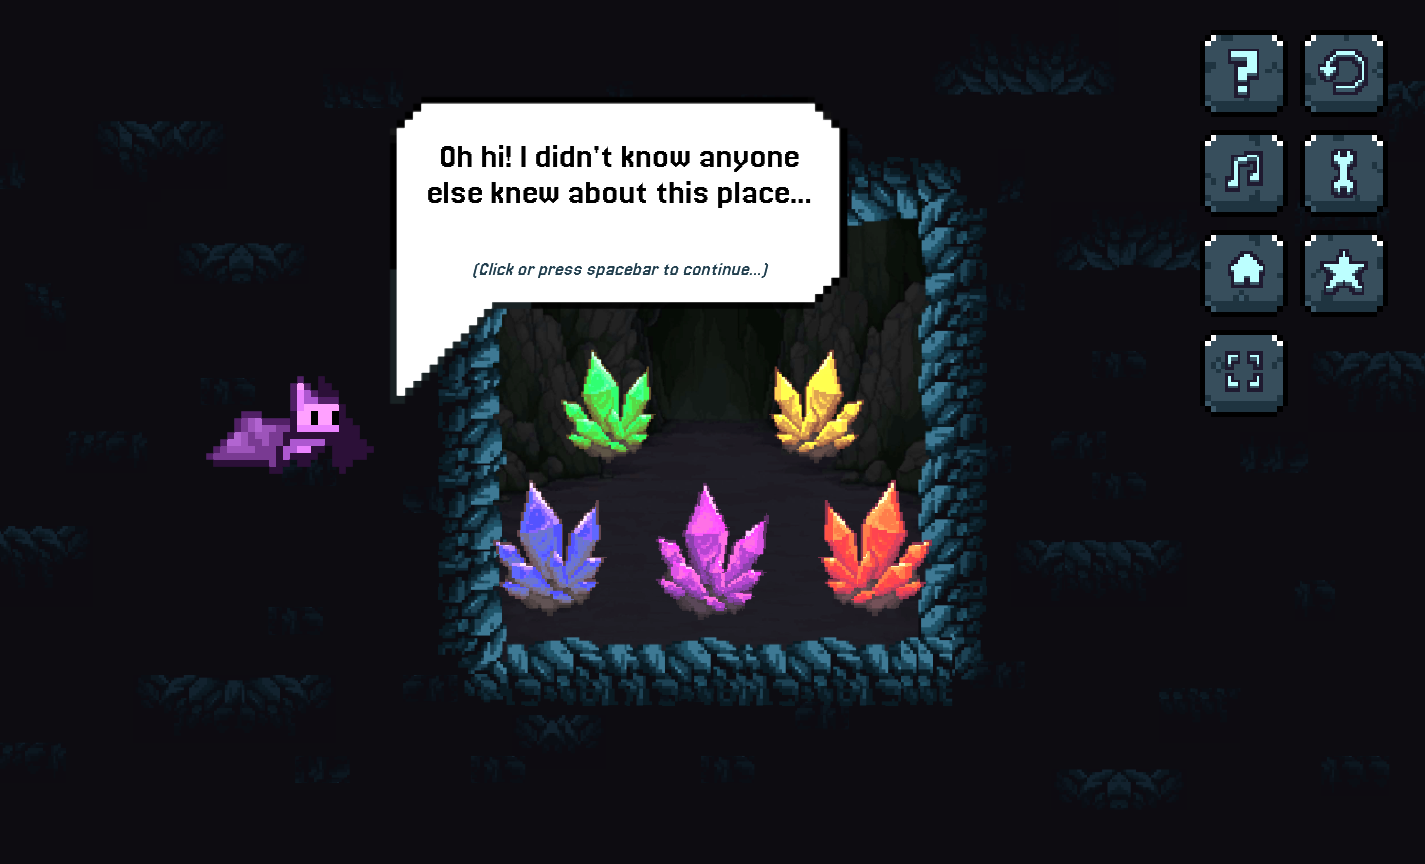 Oh hi! I didn't know anyone
else knew about this place...
(Click or press spacebar to continue...)
?